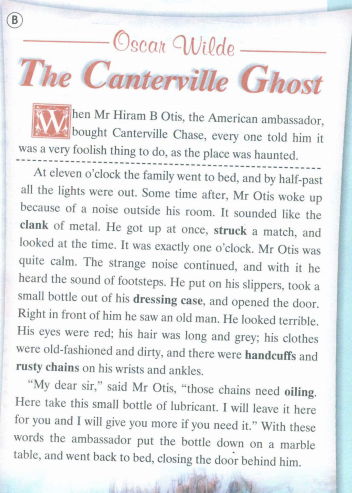 B
Oscar Wilde
The Canterville Ghost
When Mr Hiram B Otis, the American ambassador,
bought Canterville Chase, every one told him it
was a very foolish thing to do, as the place was haunted.
At eleven o'clock the family went to bed, and by half-past
all the lights were out. Some time after, Mr Otis woke up
because of a noise outside his room. It sounded like the
clank of metal. He got up at once, struck a match, and
looked at the time. It was exactly one o'clock. Mr Otis was
quite calm. The strange noise continued, and with it he
heard the sound of footsteps. He put on his slippers, took a
small bottle out of his dressing case, and opened the door.
Right in front of him he saw an old man. He looked terrible.
His eyes were red; his hair was long and grey; his clothes
were old-fashioned and dirty, and there were handcuffs and
rusty chains on his wrists and ankles.
"My dear sir," said Mr Otis, "those chains need oiling.
Here take this small bottle of lubricant. I will leave it here
for you and I will give you more if you need it." With these
words the ambassador put the bottle down on a marble
table, and went back to bed, closing the door behind him.